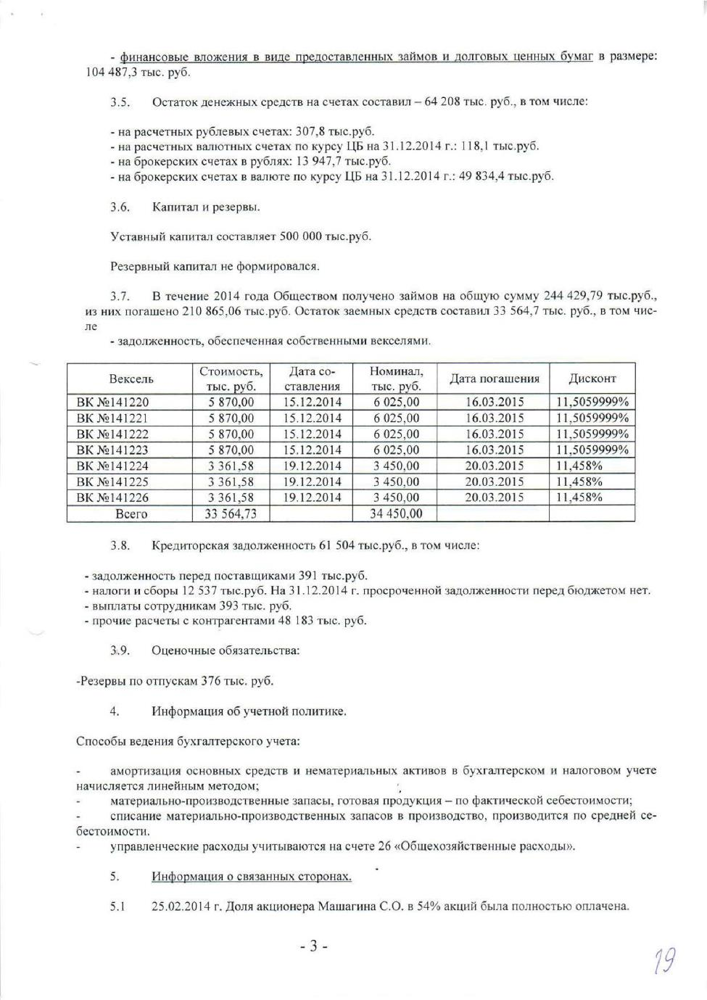 - финансовые вложения в виде предоставленных займов и долговых ценных бумаг в размере:
104 487,3 тыс. руб.
3.5. Остаток денежных средств на счетах составил – 64 208 тыс. руб., в том числе:
- на расчетных рублевых счетах: 307,8 тыс.руб.
- на расчетных валютных счетах по курсу ЦБ на 31.12.2014 г.: 118,1 тыс.руб.
- на брокерских счетах в рублях: 13 947,7 тыс.руб.
- на брокерских счетах в валюте по курсу ЦБ на 31.12.2014 г.: 49 834,4 тыс.руб.
3.6. Капитал и резервы.
Уставный капитал составляет 500 000 тыс.руб.
Резервный капитал не формировался.
3.7. В течение 2014 года Обществом получено займов на общую сумму 244 429,79 тыс.руб.,
из них погашено 210 865,06 тыс.руб. Остаток заемных средств составил 33 564,7 тыс. руб., в том чис-
ле
- задолженность, обеспеченная собственными векселями.
Вексель Стоимость, тыс. руб. Дата со-ставления Номинал, тыс. руб. Дата погашения Дисконт
ВК №141220 5 870,00 15.12.2014 6 025,00 16.03.2015 11,5059999%
ВК №141221 5 870,00 15.12.2014 6 025,00 16.03.2015 11,5059999%
ВК №141222 5 870,00 15.12.2014 6 025,00 16.03.2015 11,5059999%
ВК №141223 5 870,00 15.12.2014 6 025,00 16.03.2015 11,5059999%
ВК №141224 3 361,58 19.12.2014 3 450,00 20.03.2015 11,458%
ВК №141225 3 361,58 19.12.2014 3 450,00 20.03.2015 11,458%
ВК №141226 3 361,58 19.12.2014 3 450,00 20.03.2015 11,458%
Всего 33 564,73 34 450,00
3.8. Кредиторская задолженность 61 504 тыс.руб., в том числе:
- задолженность перед поставщиками 391 тыс.руб.
- налоги и сборы 12 537 тыс.руб. На 31.12.2014 г. просроченной задолженности перед бюджетом нет.
- выплаты сотрудникам 393 тыс. руб.
- прочие расчеты с контрагентами 48 183 тыс. руб.
3.9. Оценочные обязательства:
-Резервы по отпускам 376 тыс. руб.
4. Информация об учетной политике.
Способы ведения бухгалтерского учета:
- амортизация основных средств и нематериальных активов в бухгалтерском и налоговом учете
начисляется линейным методом;
- материально-производственные запасы, готовая продукция – по фактической себестоимости;
- списание материально-производственных запасов в производство, производится по средней се-
бестоимости.
- управленческие расходы учитываются на счете 26 «Общехозяйственные расходы».
5. Информация о связанных сторонах.
5.1 25.02.2014 г. Доля акционера Машагина С.О. в 54% акций была полностью оплачена.
- 3 -
19